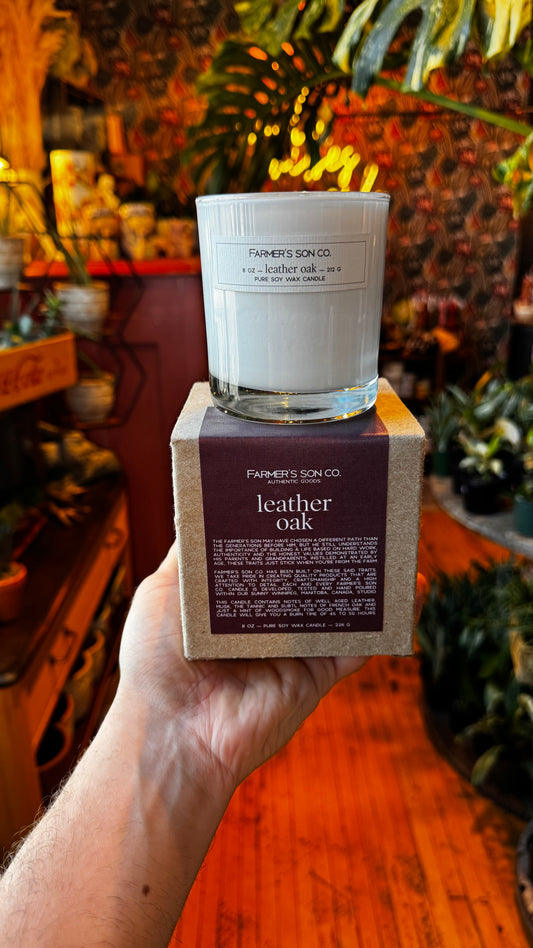 FARMER'S SON CO.
8 OZ — leather oak — 212 G
PURE SOY WAX CANDLE
Coca-Cola
FARMER'S SON CO.
AUTHENTIC GOODS.
leather
oak
THE FARMER'S SON MAY HAVE CHOSEN A DIFFERENT PATH THAN
THE GENERATIONS BEFORE HIM, BUT HE STILL UNDERSTANDS
THE IMPORTANCE OF BUILDING A LIFE BASED ON HARD WORK,
AUTHENTICITY AND THE HONEST VALUES DEMONSTRATED BY
HIS PARENTS AND GRANDPARENTS. INSTILLED AT AN EARLY
AGE, THESE TRAITS JUST STICK WHEN YOU'RE FROM THE FARM.
FARMER'S SON CO. HAS BEEN BUILT ON THESE SAID TRAITS.
WE TAKE PRIDE IN CREATING QUALITY PRODUCTS THAT ARE
CRAFTED WITH INTEGRITY, CRAFTSMANSHIP AND A HIGH
ATTENTION TO DETAIL. EACH AND EVERY FARMER'S SON
CO. CANDLE IS DEVELOPED, TESTED AND HAND POURED
WITHIN OUR SUNNY WINNIPEG, MANITOBA, CANADA, STUDIO.
THIS CANDLE CONTAINS NOTES OF WELL AGED LEATHER,
MUSK, THE TANNIC AND SUBTL NOTES OF FRENCH OAK AND
JUST A HINT OF WOODSMOKE FOR GOOD MEASURE. THIS
CANDLE WILL GIVE YOU A BURN TIME OF 45 TO 50 HOURS.
8 OZ — PURE SOY WAX CANDLE — 226 G